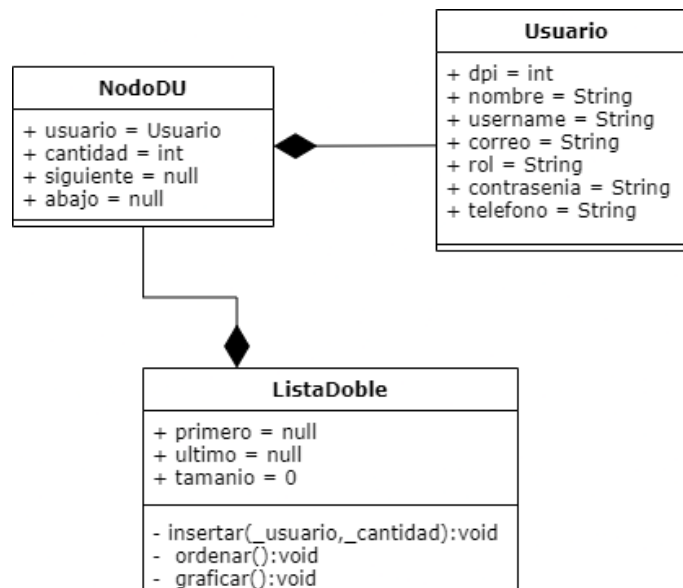 Usuario
+ dpi = int
+ nombre = String
+ username = String
+ correo = String
+ rol = String
+ contrasenia = String
+ telefono = String
NodoDU
+ usuario = Usuario
+ cantidad = int
+ siguiente = null
+ abajo = null
ListaDoble
+ primero = null
+ ultimo = null
+ tamanio = 0
- insertar(_usuario,_cantidad):void
- ordenar():void
- graficar():void